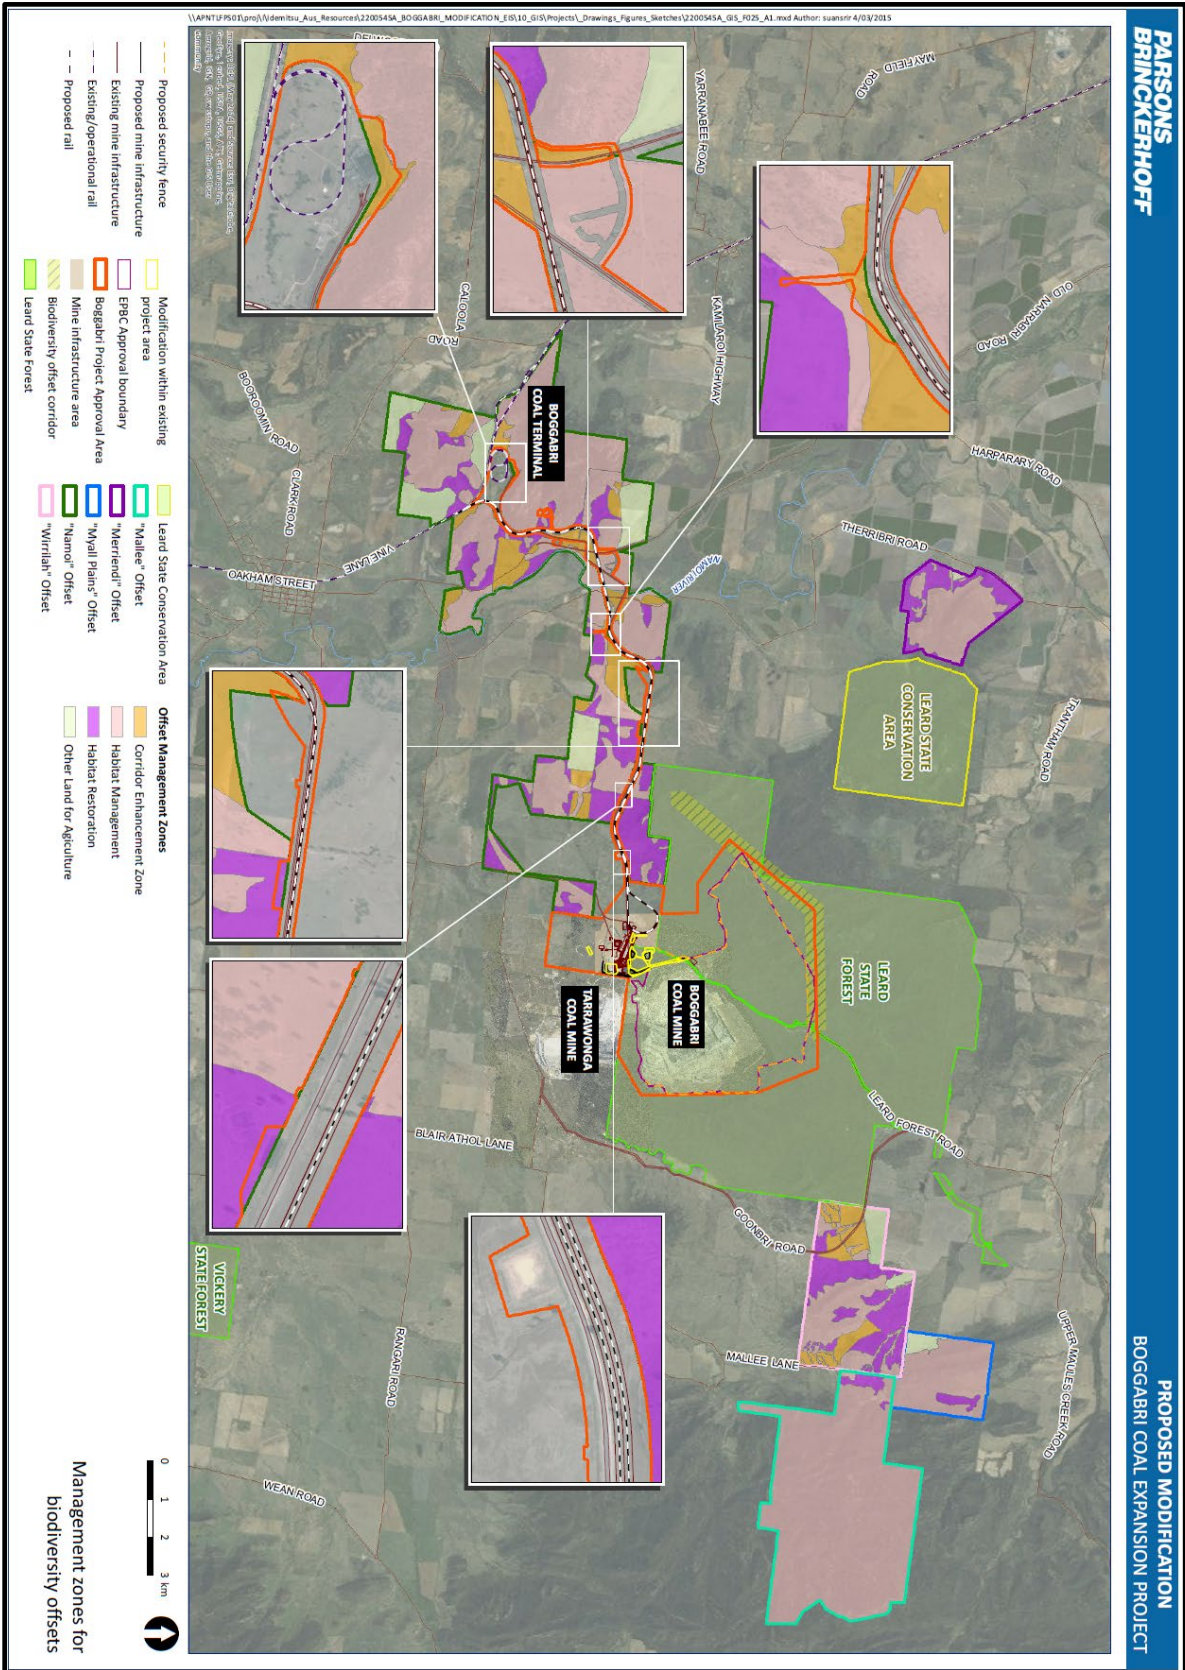 \\APNTLFPS01\proj\I\Idemitsu_Aus_Resources\2200545A_BOGGABRI_MODIFICATION_EIS\10_GIS\Projects\_Drawings_Figures_Sketches\2200545A_GIS_F025_A1.mxd Author: suansrir 4/03/2015
PARSONS
BRINCKERHOFF
PROPOSED MODIFICATION
BOGGABRI COAL EXPANSION PROJECT
MAYFIELD
ROAD
YARRANABEE ROAD
KAMILAROI HIGHWAY
OLD NARRABRI
ROAD
HARPARARY ROAD
THERRIBRI ROAD
TRANTHAM ROAD
LEARD STATE
CONSERVATION
AREA
NAMOI RIVER
CALOOLA
ROAD
BOOROOMIN ROAD
CLARK ROAD
VINE LANE
OAKHAM STREET
BOGGABRI
COAL TERMINAL
LEARD
STATE
FOREST
BOGGABRI
COAL MINE
TARRAWONGA
COAL MINE
LEARD FOREST ROAD
GOONBRI ROAD
BLAIR ATHOL LANE
MALLEE LANE
UPPER MAULES CREEK ROAD
RANGARI ROAD
WEAN ROAD
VICKERY
STATE FOREST
Proposed security fence
Proposed mine infrastructure
Existing mine infrastructure
Existing/operational rail
Proposed rail
Modification within existing
project area
EPBC Approval boundary
Boggabri Project Approval Area
Mine infrastructure area
Biodiversity offset corridor
Leard State Forest
Leard State Conservation Area
"Mallee" Offset
"Merriendi" Offset
"Myall Plains" Offset
"Namoi" Offset
"Wirrilah" Offset
Offset Management Zones
Corridor Enhancement Zone
Habitat Management
Habitat Restoration
Other Land for Agiculture
0 1 2 3 km
Management zones for
biodiversity offsets